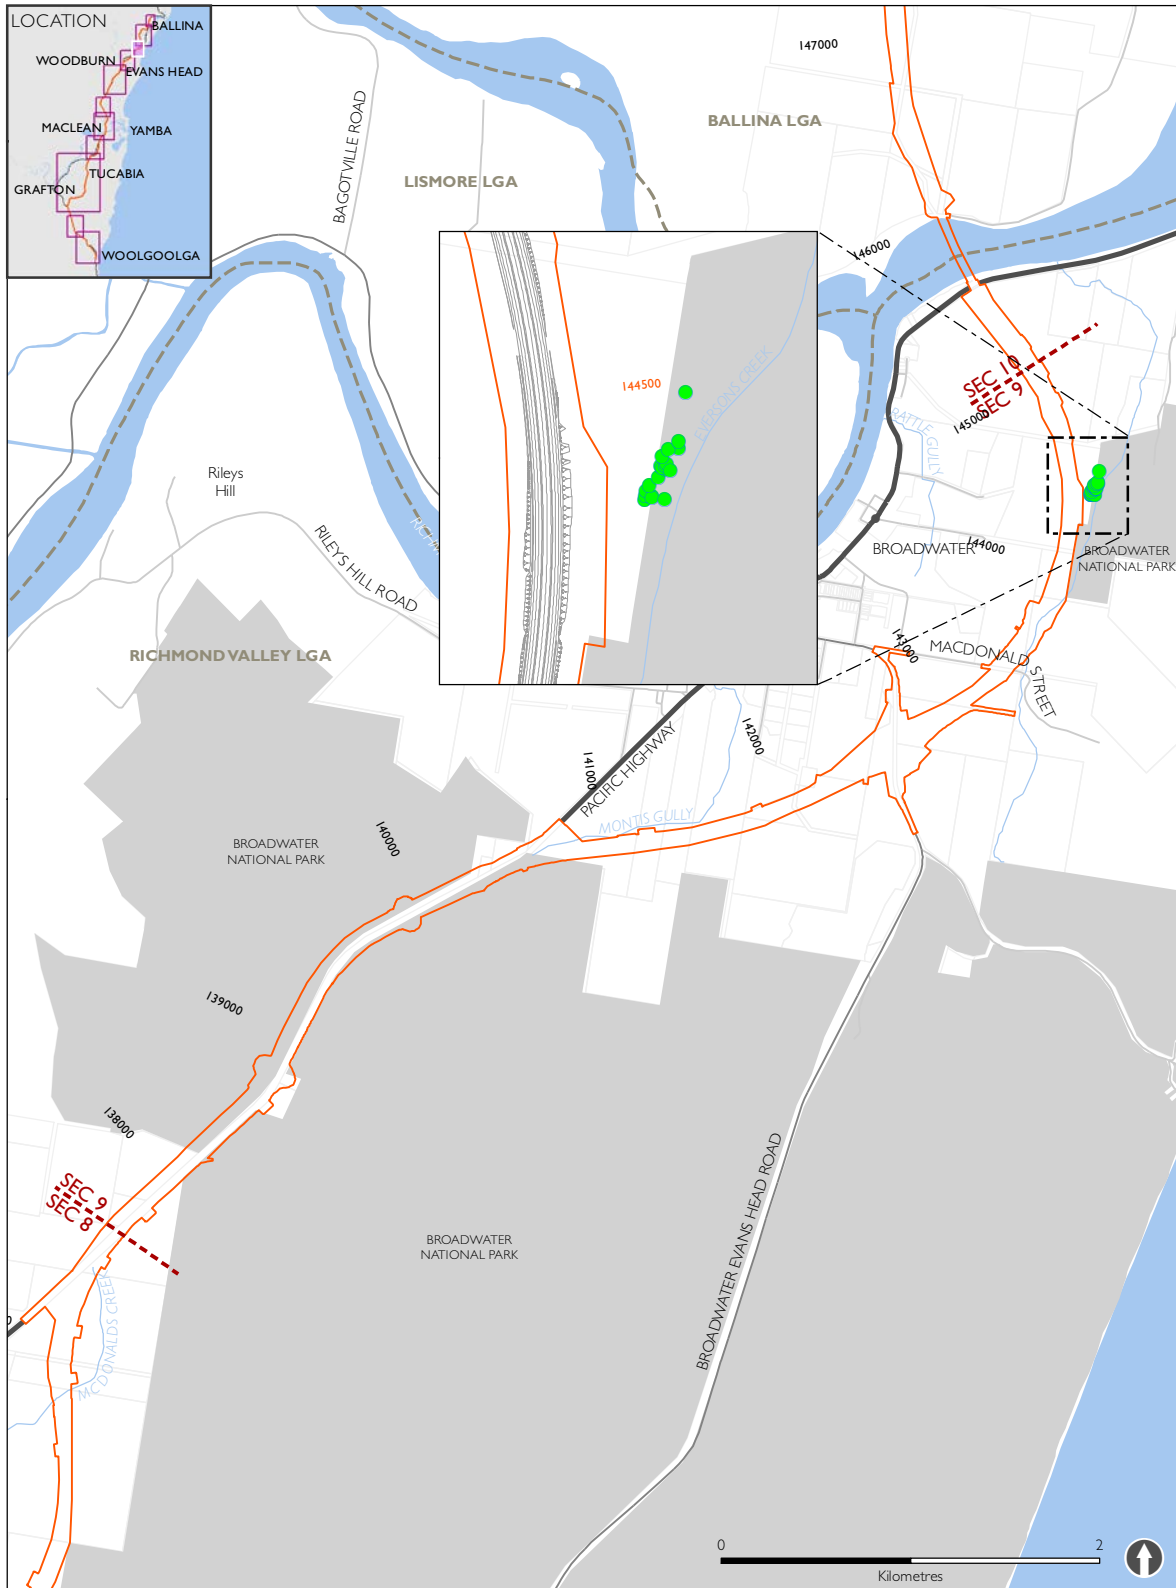 LOCATION
BALLINA
WOODBURN
EVANS HEAD
MACLEAN
YAMBA
TUCABIA
GRAFTON
WOOLGOOLGA
147000
BALLINA LGA
BAGOTVILLE ROAD
LISMORE LGA
146000
SEC 10
SEC 9
145000
144500
EVERSONS CREEK
RATTLE GULLY
Rileys
Hill
RILEYS HILL ROAD
BROADWATER
144000
BROADWATER
NATIONAL PARK
143000
MACDONALD STREET
RICHMOND VALLEY LGA
142000
141000
PACIFIC HIGHWAY
MONTIS GULLY
140000
BROADWATER
NATIONAL PARK
139000
138000
SEC 9
SEC 8
BROADWATER
NATIONAL PARK
BROADWATER EVANS HEAD ROAD
MCDONALDS CREEK
0
2
Kilometres